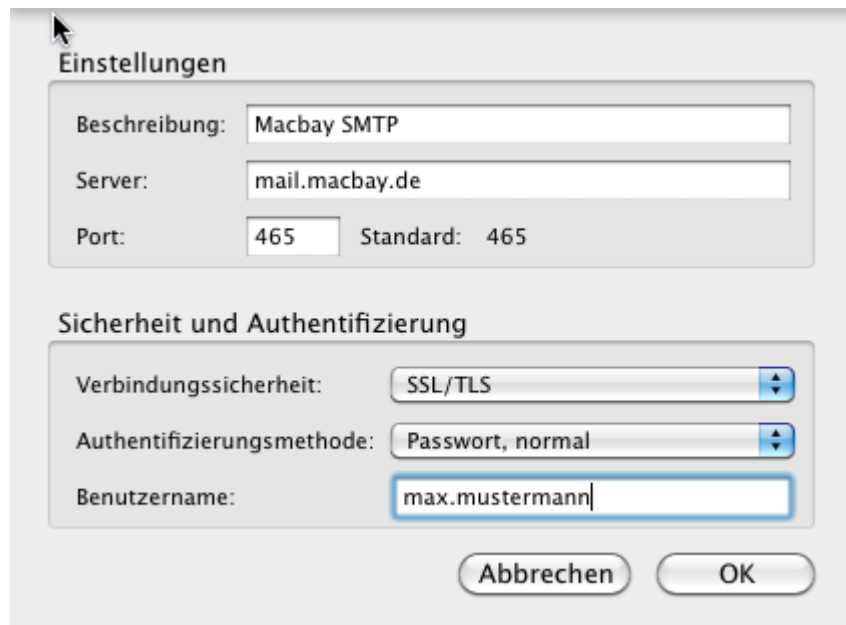 Einstellungen
Beschreibung: Macbay SMTP
Server: mail.macbay.de
Port: 465 Standard: 465
Sicherheit und Authentifizierung
Verbindungssicherheit: SSL/TLS
Authentifizierungsmethode: Passwort, normal
Benutzername: max.mustermann
Abbrechen OK